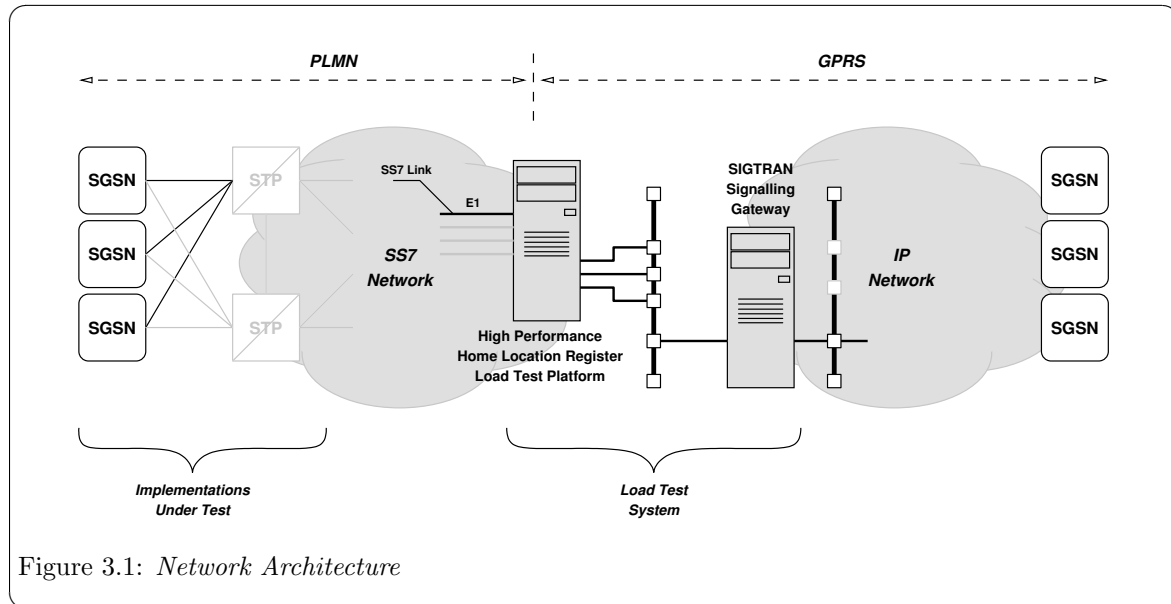 PLMN
GPRS
SGSN
SGSN
SGSN
STP
STP
SS7 Link
E1
SS7
Network
High Performance
Home Location Register
Load Test Platform
SIGTRAN
Signalling
Gateway
IP
Network
SGSN
SGSN
SGSN
Implementations
Under Test
Load Test
System
Figure 3.1: Network Architecture